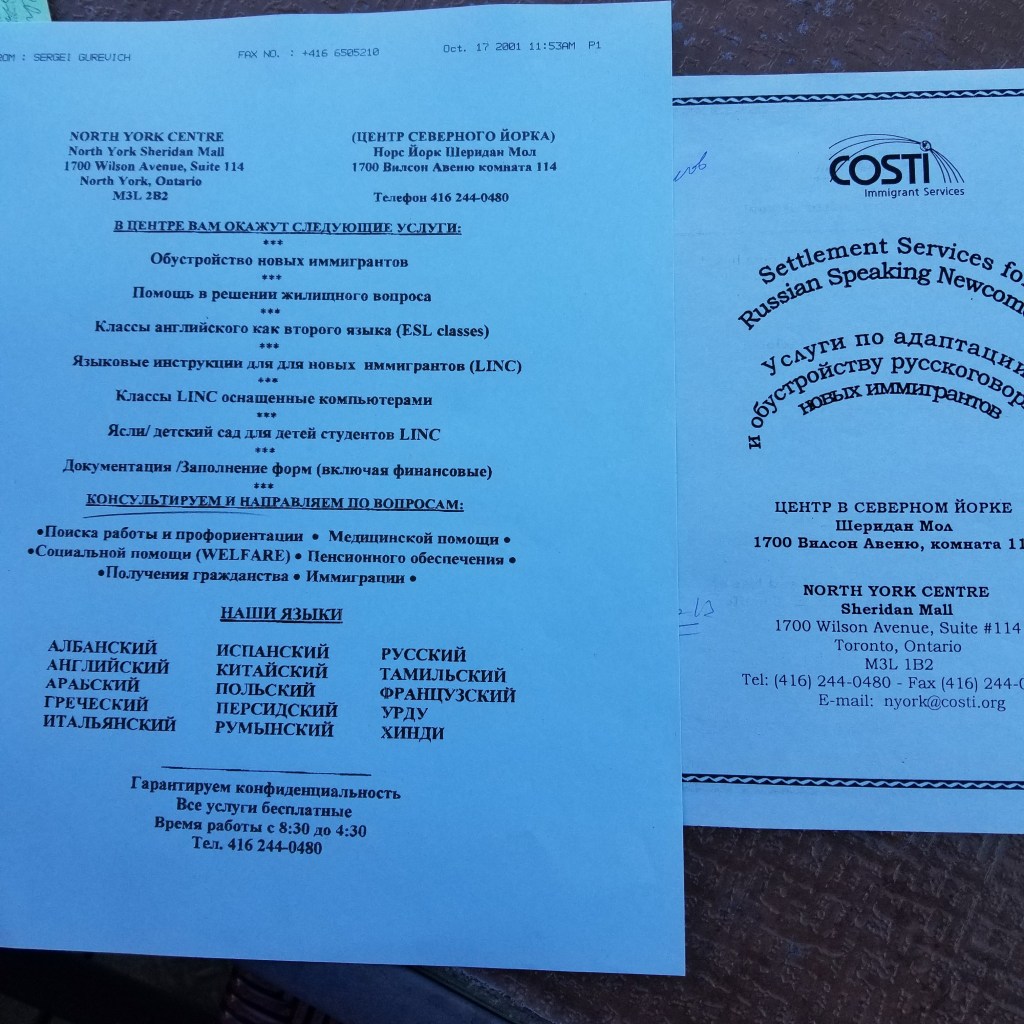 : SERGEI GUREVICH
FAX NO. : +416 6505210
Oct. 17 2001 11:53AM P1
NORTH YORK CENTRE
North York Sheridan Mall
1700 Wilson Avenue, Suite 114
North York, Ontario
M3L 2B2
(ЦЕНТР СЕВЕРНОГО ЙОРКА)
Норс Йорк Шеридан Мол
1700 Вилсон Авеню комната 114
Телефон 416 244-0480
В ЦЕНТРЕ ВАМ ОКАЖУТ СЛЕДУЮЩИЕ УСЛУГИ:
***
Обустройство новых иммигрантов
***
Помощь в решении жилищного вопроса
***
Классы английского как второго языка (ESL classes)
***
Языковые инструкции для для новых иммигрантов (LINC)
***
Классы LINC оснащенные компьютерами
***
Ясли/ детский сад для детей студентов LINC
***
Документация /Заполнение форм (включая финансовые)
***
КОНСУЛЬТИРУЕМ И НАПРАВЛЯЕМ ПО ВОПРОСАМ:
•Поиска работы и профориентации • Медицинской помощи •
•Социальной помощи (WELFARE) • Пенсионного обеспечения •
•Получения гражданства • Иммиграции •
НАШИ ЯЗЫКИ
АЛБАНСКИЙ
АНГЛИЙСКИЙ
АРАБСКИЙ
ГРЕЧЕСКИЙ
ИТАЛЬЯНСКИЙ
ИСПАНСКИЙ
КИТАЙСКИЙ
ПОЛЬСКИЙ
ПЕРСИДСКИЙ
РУМЫНСКИЙ
РУССКИЙ
ТАМИЛЬСКИЙ
ФРАНЦУЗСКИЙ
УРДУ
ХИНДИ
Гарантируем конфиденциальность
Все услуги бесплатные
Время работы с 8:30 до 4:30
Тел. 416 244-0480
COSTI
Immigrant Services
Settlement Services fo
Russian Speaking Newcom
Услуги по адаптации
и обустройству русскогово
новых иммигрантов
ЦЕНТР В СЕВЕРНОМ ЙОРКЕ
Шеридан Мол
1700 Вилсон Авеню, комната 11
NORTH YORK CENTRE
Sheridan Mall
1700 Wilson Avenue, Suite #114
Toronto, Ontario
M3L 1B2
Tel: (416) 244-0480 - Fax (416) 244-0
E-mail: nyork@costi.org